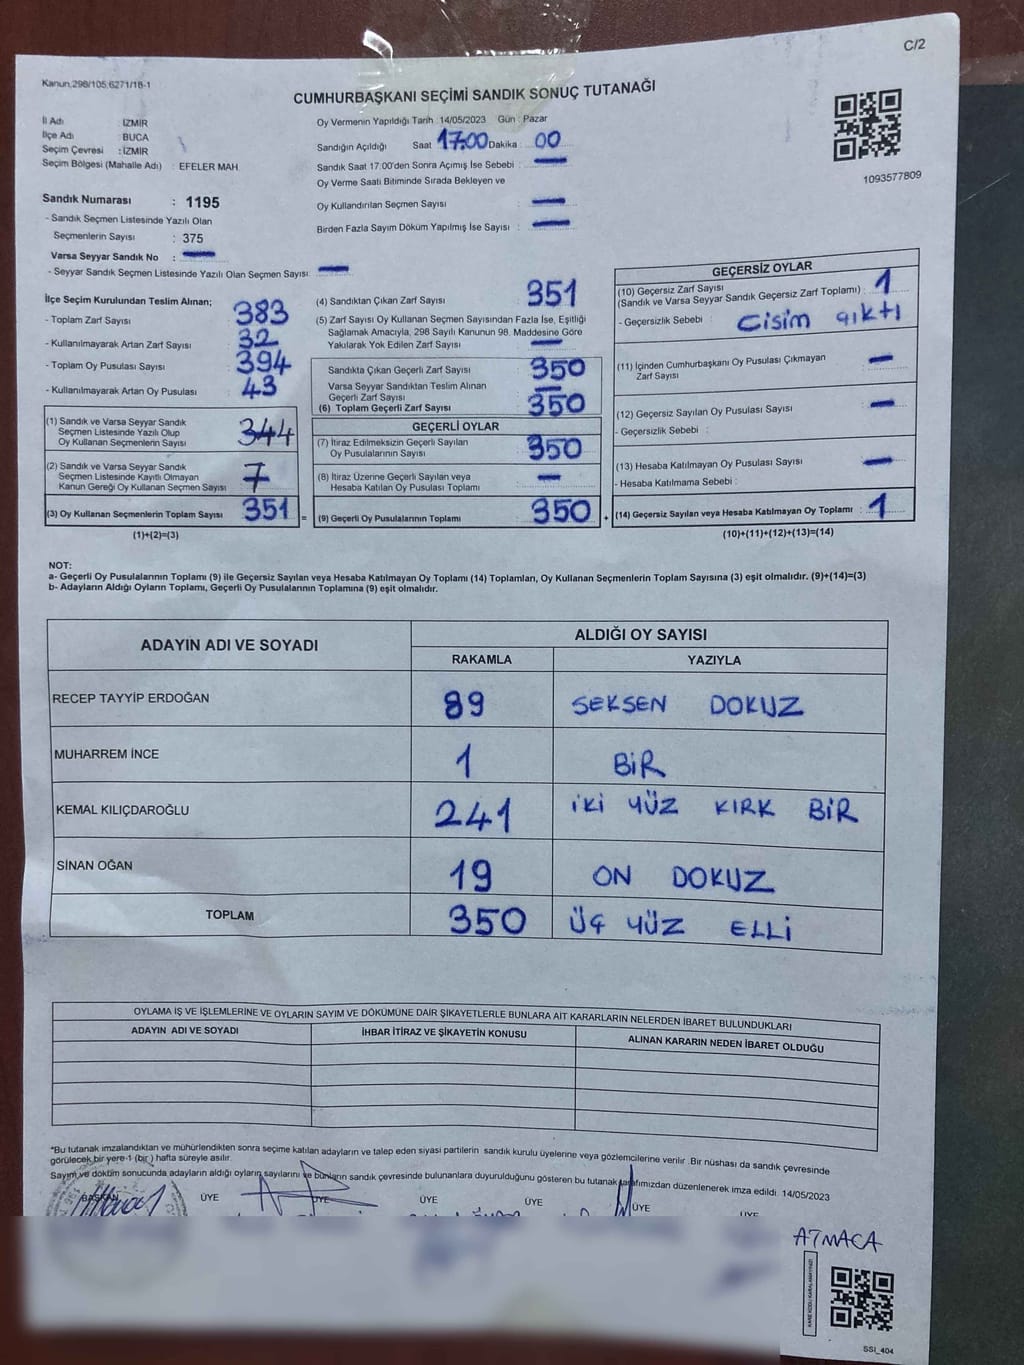 C/2
Kanun:298/105;6271/18-1
CUMHURBAŞKANI SEÇİMİ SANDIK SONUÇ TUTANAĞI
İl Adı : İZMİR
İlçe Adı : BUCA
Seçim Çevresi : İZMİR
Seçim Bölgesi (Mahalle Adı) : EFELER MAH
Sandık Numarası : 1195
- Sandık Seçmen Listesinde Yazılı Olan
Seçmenlerin Sayısı : 375
Varsa Seyyar Sandık No : —
- Seyyar Sandık Seçmen Listesinde Yazılı Olan Seçmen Sayısı: —
Oy Vermenin Yapıldığı Tarih :14/05/2023 Gün : Pazar
Sandığın Açıldığı Saat 17:00 Dakika : 00
Sandık Saat 17:00'den Sonra Açımış İse Sebebi : —
Oy Verme Saati Bitiminde Sırada Bekleyen ve
Oy Kullandırılan Seçmen Sayısı : —
Birden Fazla Sayım Döküm Yapılmış İse Sayısı : —
1093577809
İlçe Seçim Kurulundan Teslim Alınan;
- Toplam Zarf Sayısı : 383
- Kullanılmayarak Artan Zarf Sayısı : 32
- Toplam Oy Pusulası Sayısı : 394
- Kullanılmayarak Artan Oy Pusulası : 43
(1) Sandık ve Varsa Seyyar Sandık
Seçmen Listesinde Yazılı Olup
Oy Kullanan Seçmenlerin Sayısı : 344
(2) Sandık ve Varsa Seyyar Sandık
Seçmen Listesinde Kayıtlı Olmayan
Kanun Gereği Oy Kullanan Seçmen Sayısı : 7
(3) Oy Kullanan Seçmenlerin Toplam Sayısı : 351
(1)+(2)=(3)
(4) Sandıktan Çıkan Zarf Sayısı : 351
(5) Zarf Sayısı Oy Kullanan Seçmen Sayısından Fazla İse, Eşitliği
Sağlamak Amacıyla, 298 Sayılı Kanunun 98. Maddesine Göre
Yakılarak Yok Edilen Zarf Sayısı : —
Sandıkta Çıkan Geçerli Zarf Sayısı : 350
Varsa Seyyar Sandıktan Teslim Alınan
Geçerli Zarf Sayısı : —
(6) Toplam Geçerli Zarf Sayısı : 350
GEÇERLİ OYLAR
(7) İtiraz Edilmeksizin Geçerli Sayılan
Oy Pusulalarının Sayısı : 350
(8) İtiraz Üzerine Geçerli Sayılan veya
Hesaba Katılan Oy Pusulası Toplamı : —
= (9) Geçerli Oy Pusulalarının Toplamı : 350
GEÇERSİZ OYLAR
(10) Geçersiz Zarf Sayısı
(Sandık ve Varsa Seyyar Sandık Geçersiz Zarf Toplamı) : 1
- Geçersizlik Sebebi : Cisim çıktı
(11) İçinden Cumhurbaşkanı Oy Pusulası Çıkmayan
Zarf Sayısı : —
(12) Geçersiz Sayılan Oy Pusulası Sayısı : —
- Geçersizlik Sebebi :
(13) Hesaba Katılmayan Oy Pusulası Sayısı : —
- Hesaba Katılmama Sebebi :
+ (14) Geçersiz Sayılan veya Hesaba Katılmayan Oy Toplamı : 1
(10)+(11)+(12)+(13)=(14)
NOT:
a- Geçerli Oy Pusulalarının Toplamı (9) ile Geçersiz Sayılan veya Hesaba Katılmayan Oy Toplamı (14) Toplamları, Oy Kullanan Seçmenlerin Toplam Sayısına (3) eşit olmalıdır. (9)+(14)=(3)
b- Adayların Aldığı Oyların Toplamı, Geçerli Oy Pusulalarının Toplamına (9) eşit olmalıdır.
ADAYIN ADI VE SOYADI ALDIĞI OY SAYISI
RAKAMLA YAZIYLA
RECEP TAYYİP ERDOĞAN 89 SEKSEN DOKUZ
MUHARREM İNCE 1 BİR
KEMAL KILIÇDAROĞLU 241 İKİ YÜZ KIRK BİR
SİNAN OĞAN 19 ON DOKUZ
TOPLAM 350 ÜÇ YÜZ ELLİ
OYLAMA İŞ VE İŞLEMLERİNE VE OYLARIN SAYIM VE DÖKÜMÜNE DAİR ŞİKAYETLERLE BUNLARA AİT KARARLARIN NELERDEN İBARET BULUNDUKLARI
ADAYIN ADI VE SOYADI İHBAR İTİRAZ VE ŞİKAYETİN KONUSU ALINAN KARARIN NEDEN İBARET OLDUĞU
*Bu tutanak imzalandıktan ve mühürlendikten sonra seçime katılan adayların ve talep eden siyasi partilerin sandık kurulu üyelerine veya gözlemcilerine verilir. Bir nüshası da sandık çevresinde
görülecek bir yere 1 (bir ) hafta süreyle asılır.
Sayım ve döküm sonucunda adayların aldığı oyların sayılarını ve bunların sandık çevresinde bulunanlara duyurulduğunu gösteren bu tutanak tarafımızdan düzenlenerek imza edildi. 14/05/2023
BAŞKAN ÜYE ÜYE ÜYE ÜYE ÜYE ÜYE
ATMACA
SSI_404